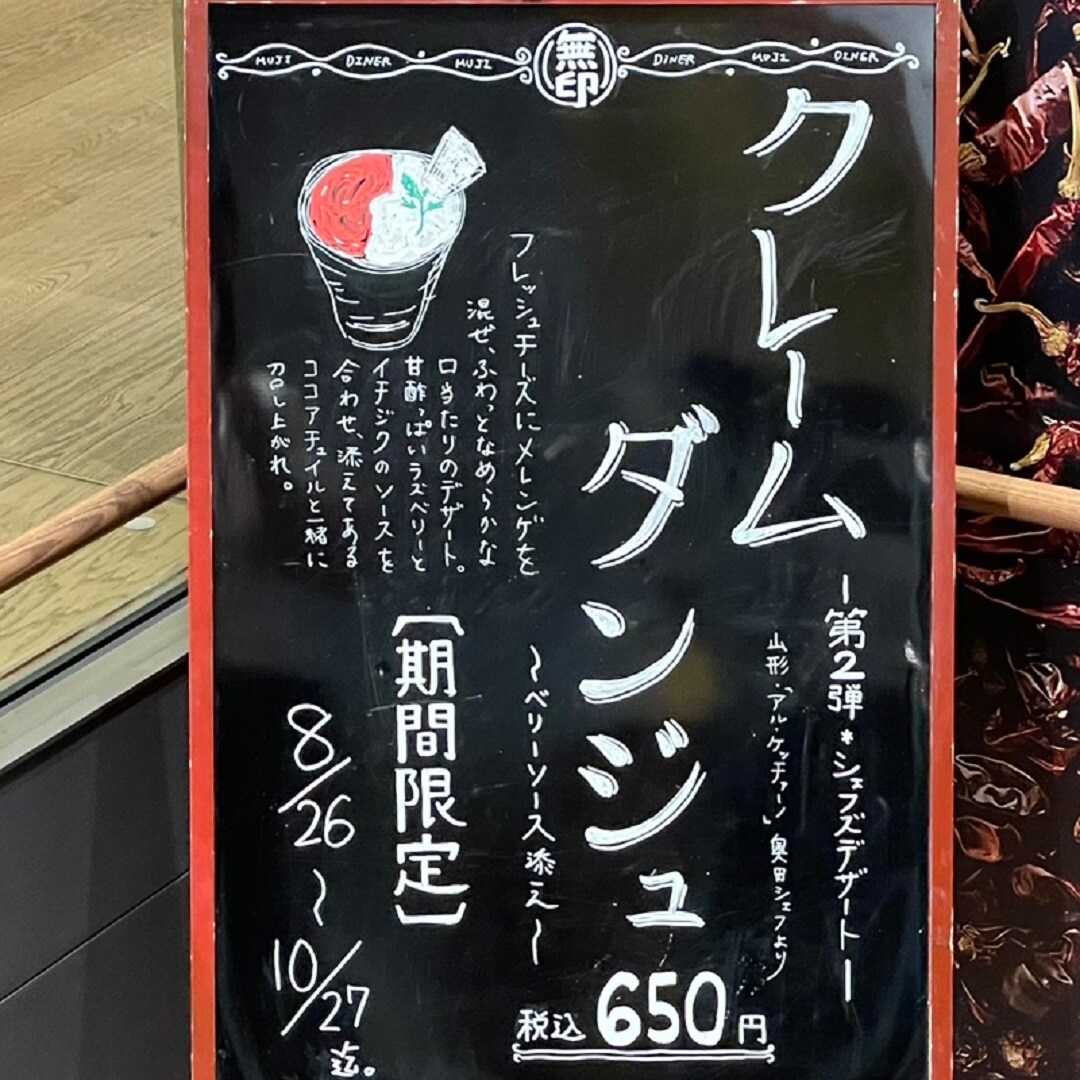 MUJI DINER MUJI 無印 DINER MUJI DINER
クレーム
ダンジュ
ー第2弾*シェフズデザートー
山形・「アル・ケッチァーノ」奥田シェフより
〜ベリーソース添え〜
税込650円
フレッシュチーズにメレンゲを
混ぜ、ふわっとなめらかな
口当たりのデザート。
甘酸っぱいラズベリーと
イチジクのソースを
合わせ、添えてある
ココアチュイルと一緒に
召し上がれ。
[期間限定]
8/26
〜
10/27
迄。